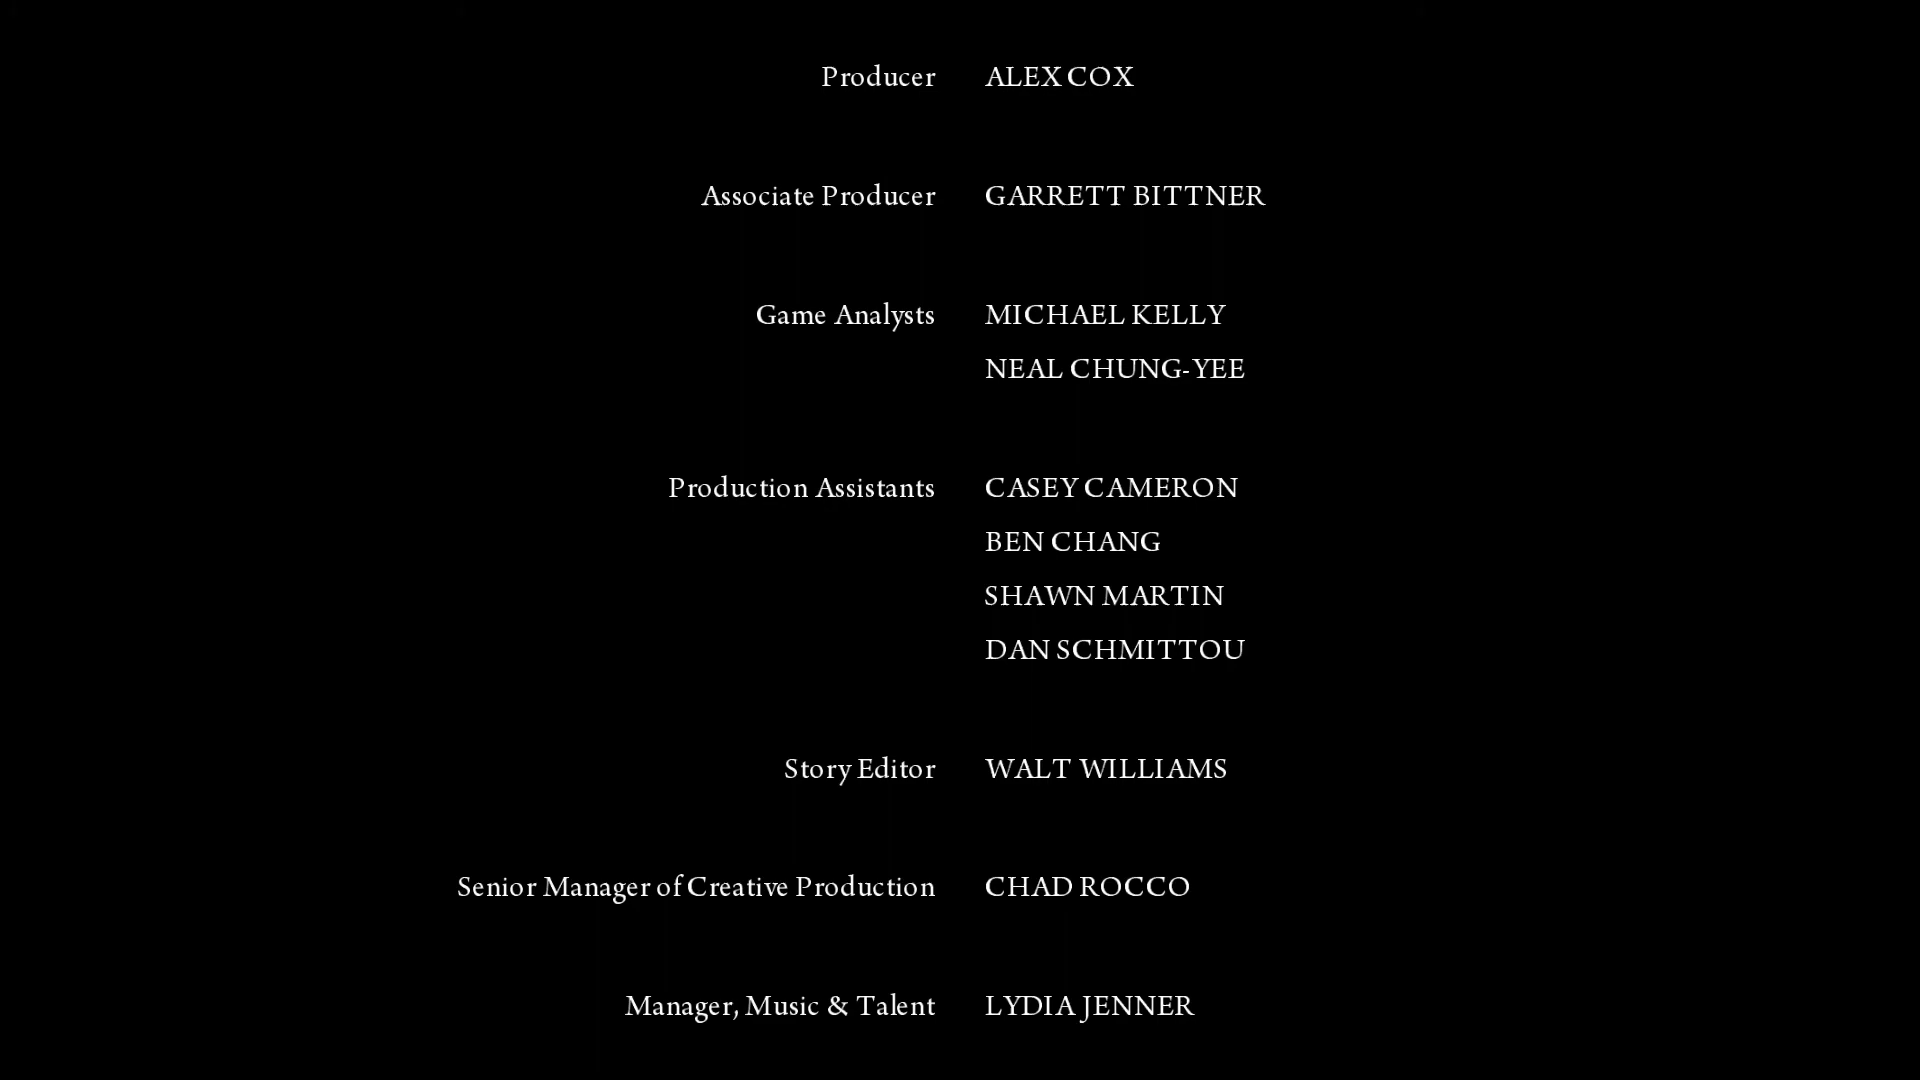 Producer ALEX COX
Associate Producer GARRETT BITTNER
Game Analysts MICHAEL KELLY
NEAL CHUNG-YEE
Production Assistants CASEY CAMERON
BEN CHANG
SHAWN MARTIN
DAN SCHMITTOU
Story Editor WALT WILLIAMS
Senior Manager of Creative Production CHAD ROCCO
Manager, Music & Talent LYDIA JENNER